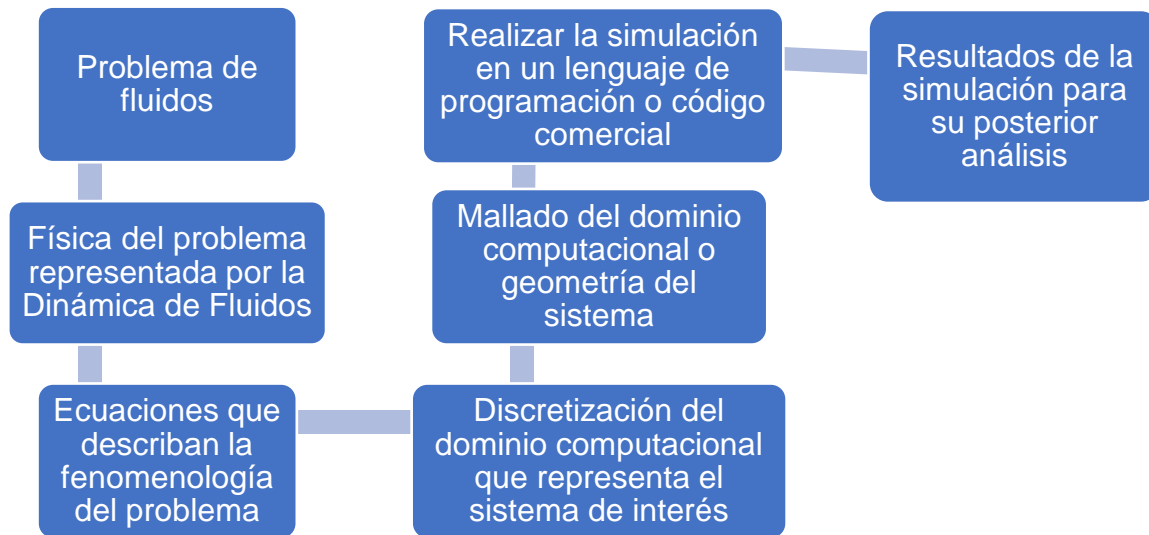 Problema de
fluidos
Física del problema
representada por la
Dinámica de Fluidos
Ecuaciones que
describan la
fenomenología
del problema
Discretización del
dominio computacional
que representa el
sistema de interés
Mallado del dominio
computacional o
geometría del
sistema
Realizar la simulación
en un lenguaje de
programación o código
comercial
Resultados de la
simulación para
su posterior
análisis